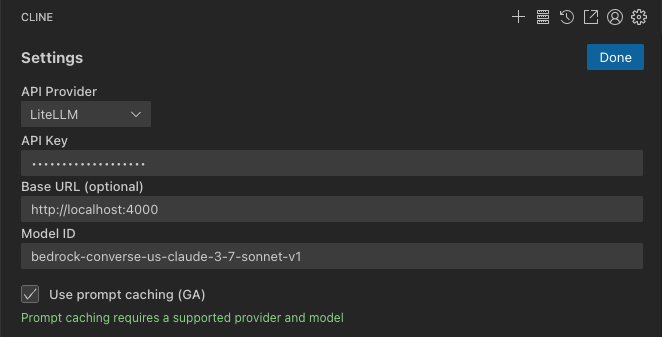 CLINE
Settings
Done
API Provider
LiteLLM
API Key
•••••••••••••••••••
Base URL (optional)
http://localhost:4000
Model ID
bedrock-converse-us-claude-3-7-sonnet-v1
Use prompt caching (GA)
Prompt caching requires a supported provider and model